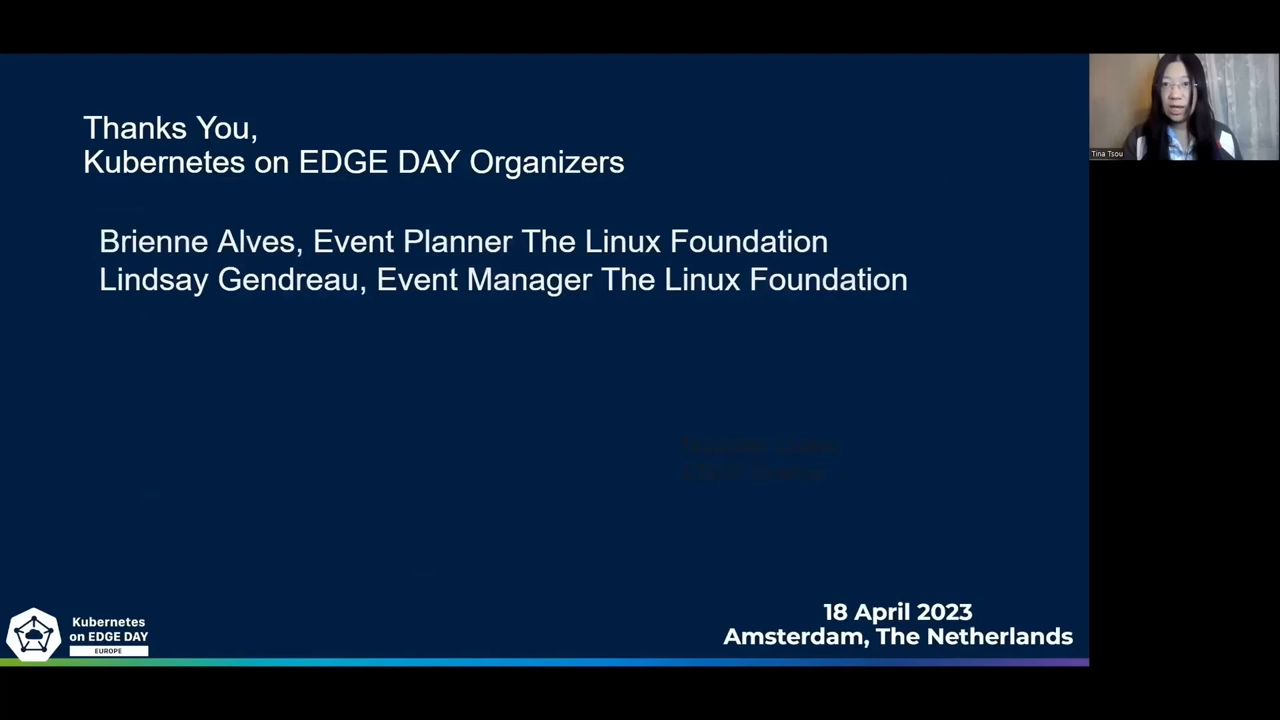 Thanks You,
Kubernetes on EDGE DAY Organizers
Brienne Alves, Event Planner The Linux Foundation
Lindsay Gendreau, Event Manager The Linux Foundation
Tina Tsou
Kubernetes
on EDGE DAY
EUROPE
18 April 2023
Amsterdam, The Netherlands